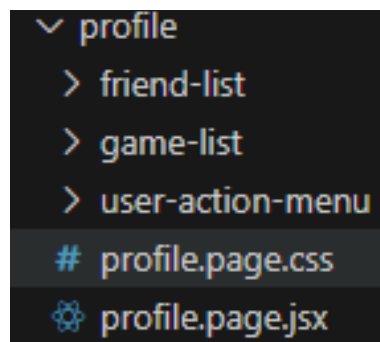 profile
friend-list
game-list
user-action-menu
# profile.page.css
profile.page.jsx